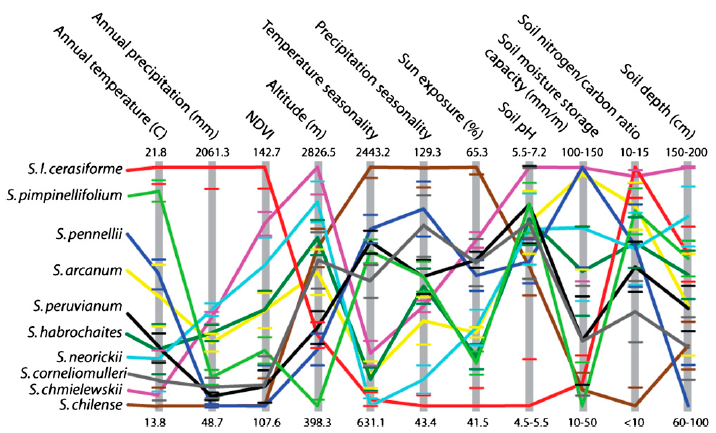 Annual temperature (C)
Annual precipitation (mm)
NDVI
Altitude (m)
Temperature seasonality
Precipitation seasonality
Sun exposure (%)
Soil pH
Soil moisture storage
capacity (mm/m)
Soil nitrogen/carbon ratio
Soil depth (cm)
21.8 2061.3 142.7 2826.5 2443.2 129.3 65.3 5.5-7.2 100-150 10-15 150-200
S.l. cerasiforme
S. pimpinellifolium
S. pennellii
S. arcanum
S. peruvianum
S. habrochaites
S. neorickii
S. corneliomulleri
S. chmielewskii
S. chilense
13.8 48.7 107.6 398.3 631.1 43.4 41.5 4.5-5.5 10-50 <10 60-100